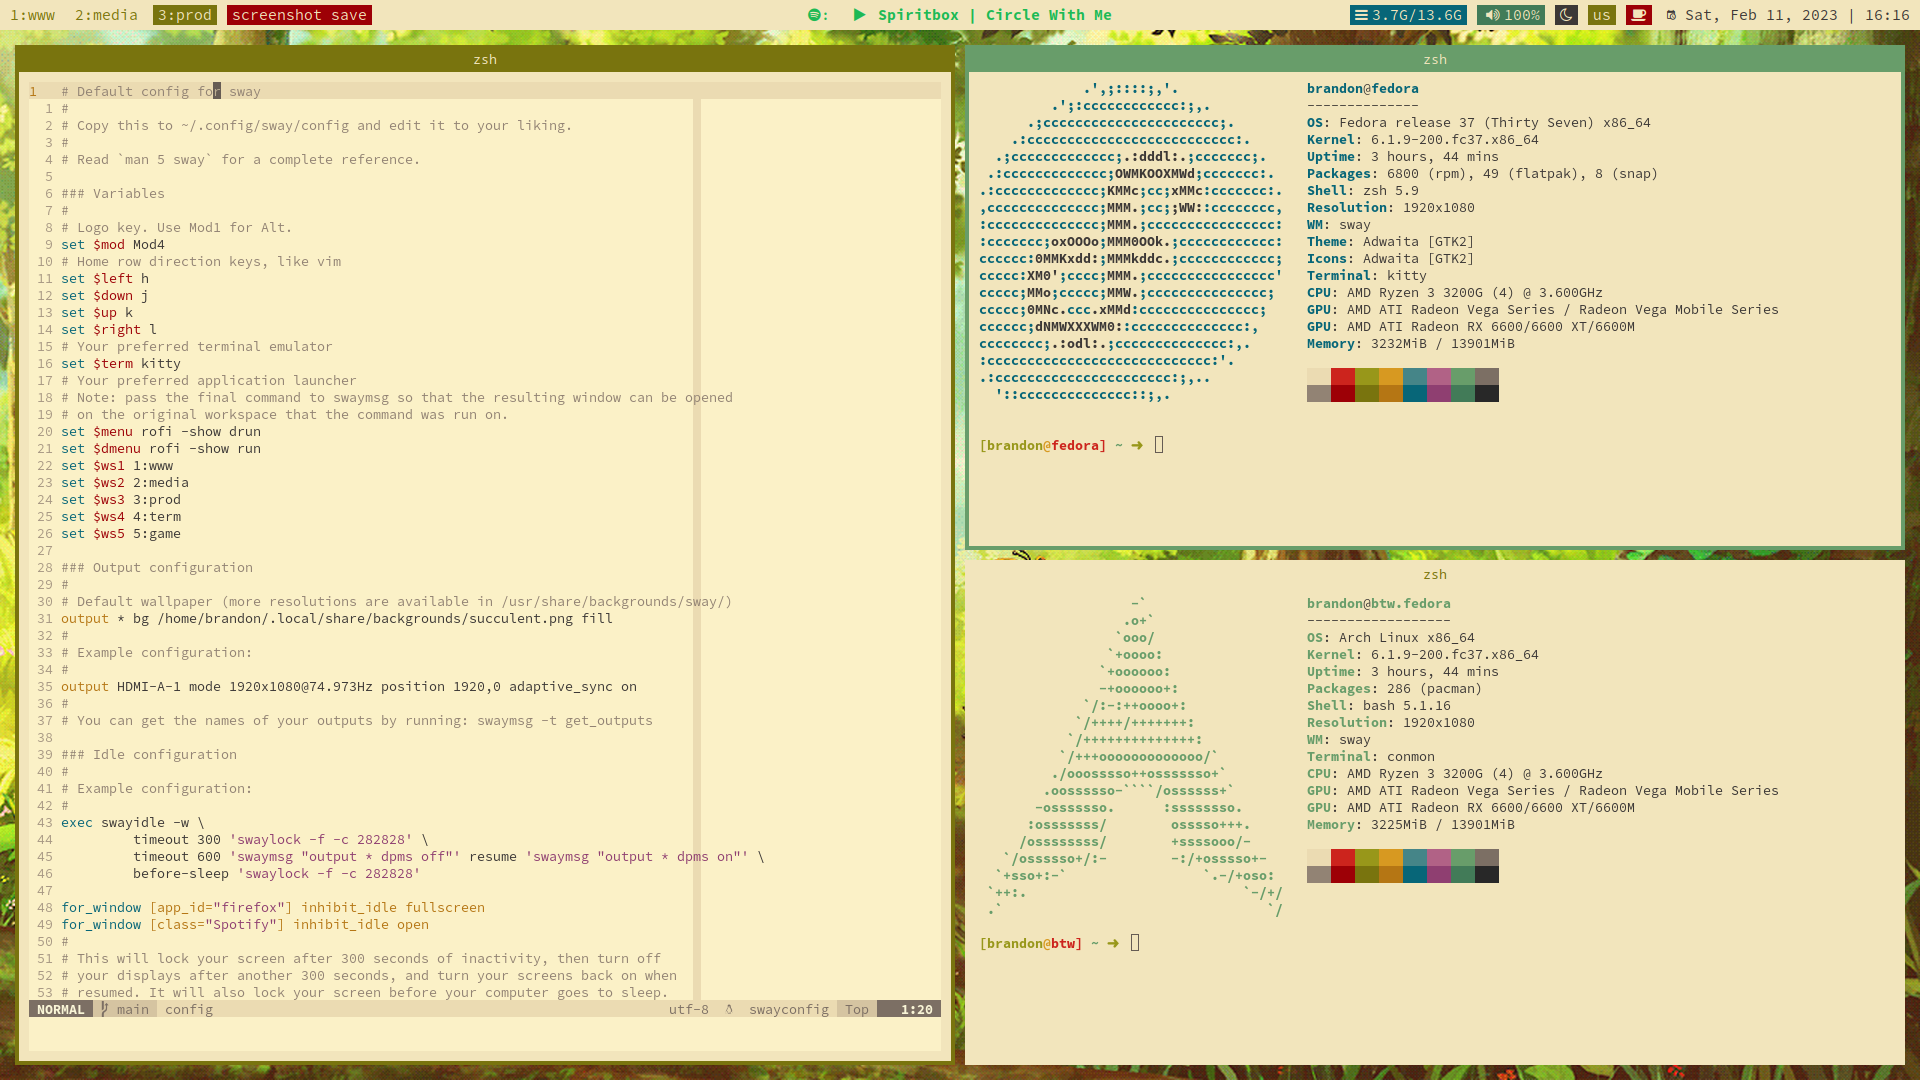 1:www 2:media 3:prod screenshot save
: ▶ Spiritbox | Circle With Me
3.7G/13.6G 100% us Sat, Feb 11, 2023 | 16:16
zsh
1 # Default config for sway
1 #
2 # Copy this to ~/.config/sway/config and edit it to your liking.
3 #
4 # Read `man 5 sway` for a complete reference.
5
6 ### Variables
7 #
8 # Logo key. Use Mod1 for Alt.
9 set $mod Mod4
10 # Home row direction keys, like vim
11 set $left h
12 set $down j
13 set $up k
14 set $right l
15 # Your preferred terminal emulator
16 set $term kitty
17 # Your preferred application launcher
18 # Note: pass the final command to swaymsg so that the resulting window can be opened
19 # on the original workspace that the command was run on.
20 set $menu rofi -show drun
21 set $dmenu rofi -show run
22 set $ws1 1:www
23 set $ws2 2:media
24 set $ws3 3:prod
25 set $ws4 4:term
26 set $ws5 5:game
27
28 ### Output configuration
29 #
30 # Default wallpaper (more resolutions are available in /usr/share/backgrounds/sway/)
31 output * bg /home/brandon/.local/share/backgrounds/succulent.png fill
32 #
33 # Example configuration:
34 #
35 output HDMI-A-1 mode 1920x1080@74.973Hz position 1920,0 adaptive_sync on
36 #
37 # You can get the names of your outputs by running: swaymsg -t get_outputs
38
39 ### Idle configuration
40 #
41 # Example configuration:
42 #
43 exec swayidle -w \
44 timeout 300 'swaylock -f -c 282828' \
45 timeout 600 'swaymsg "output * dpms off"' resume 'swaymsg "output * dpms on"' \
46 before-sleep 'swaylock -f -c 282828'
47
48 for_window [app_id="firefox"] inhibit_idle fullscreen
49 for_window [class="Spotify"] inhibit_idle open
50 #
51 # This will lock your screen after 300 seconds of inactivity, then turn off
52 # your displays after another 300 seconds, and turn your screens back on when
53 # resumed. It will also lock your screen before your computer goes to sleep.
NORMAL main config utf-8 swayconfig Top 1:20
zsh
brandon@fedora
--------------
OS: Fedora release 37 (Thirty Seven) x86_64
Kernel: 6.1.9-200.fc37.x86_64
Uptime: 3 hours, 44 mins
Packages: 6800 (rpm), 49 (flatpak), 8 (snap)
Shell: zsh 5.9
Resolution: 1920x1080
WM: sway
Theme: Adwaita [GTK2]
Icons: Adwaita [GTK2]
Terminal: kitty
CPU: AMD Ryzen 3 3200G (4) @ 3.600GHz
GPU: AMD ATI Radeon Vega Series / Radeon Vega Mobile Series
GPU: AMD ATI Radeon RX 6600/6600 XT/6600M
Memory: 3232MiB / 13901MiB
[brandon@fedora] ~ ➜
zsh
brandon@btw.fedora
------------------
OS: Arch Linux x86_64
Kernel: 6.1.9-200.fc37.x86_64
Uptime: 3 hours, 44 mins
Packages: 286 (pacman)
Shell: bash 5.1.16
Resolution: 1920x1080
WM: sway
Terminal: conmon
CPU: AMD Ryzen 3 3200G (4) @ 3.600GHz
GPU: AMD ATI Radeon Vega Series / Radeon Vega Mobile Series
GPU: AMD ATI Radeon RX 6600/6600 XT/6600M
Memory: 3225MiB / 13901MiB
[brandon@btw] ~ ➜